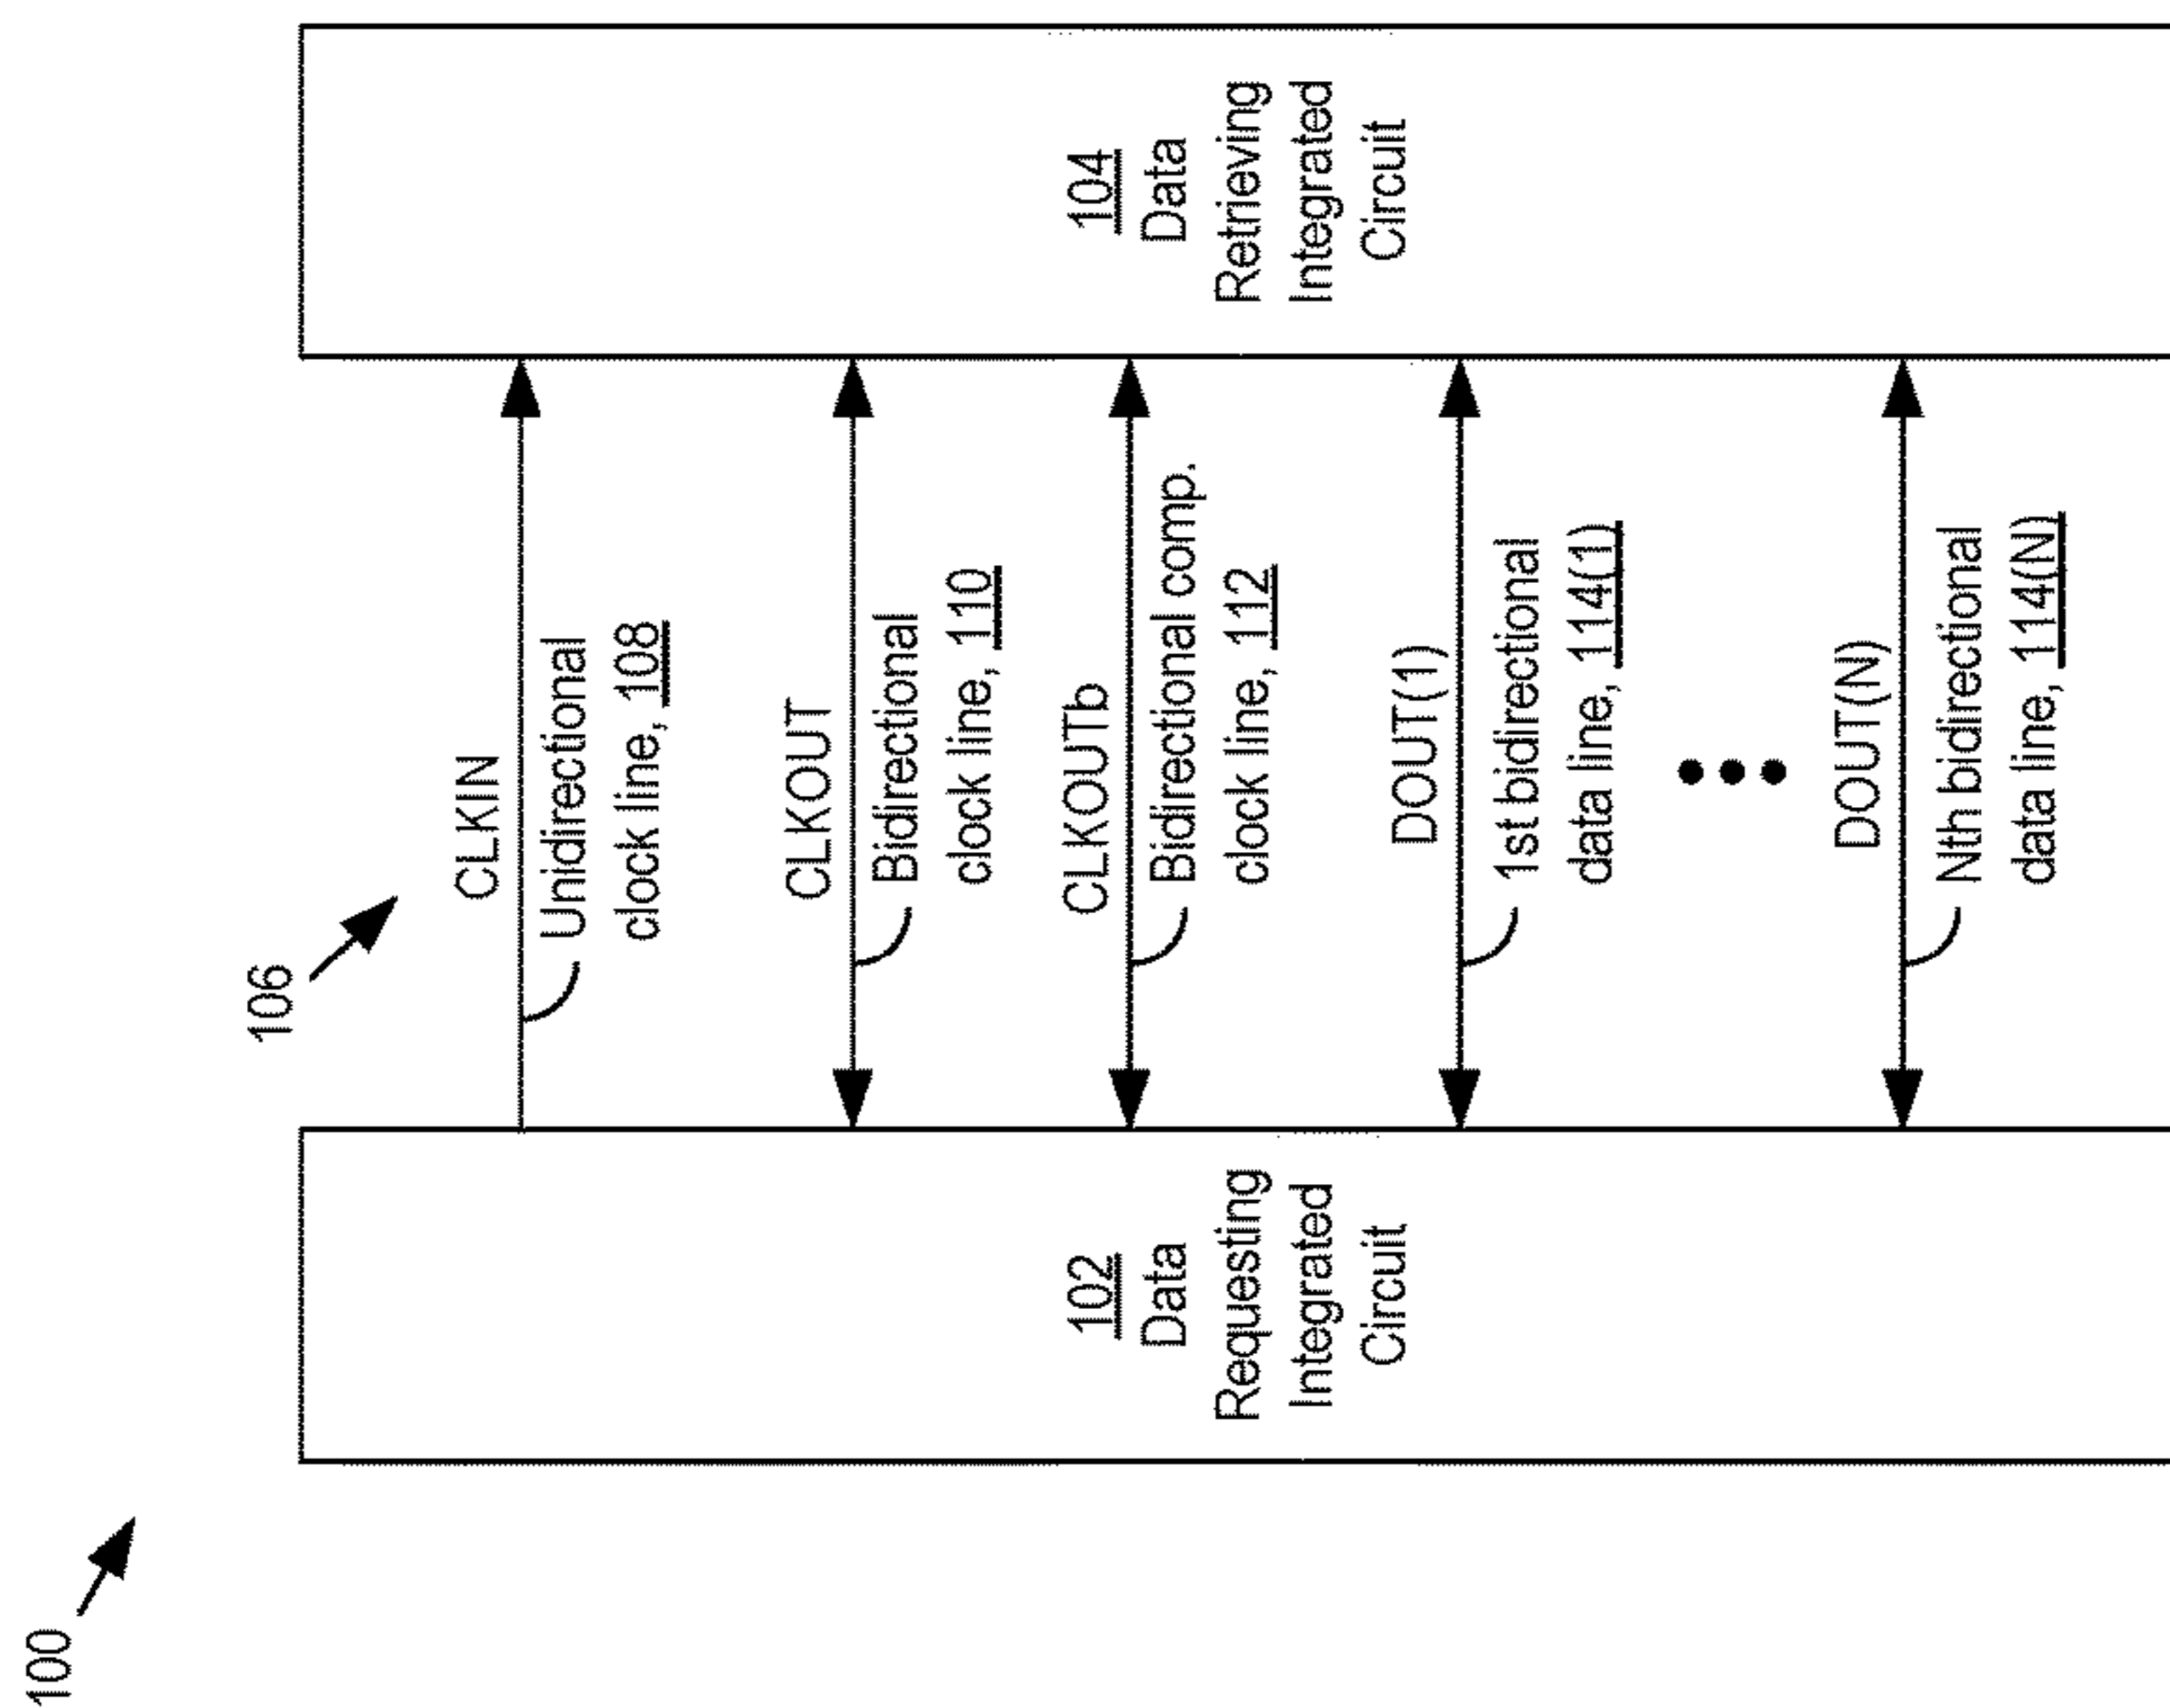 100
106
102
Data
Requesting
Integrated
Circuit
CLKIN
Unidirectional
clock line, 108
CLKOUT
Bidirectional
clock line, 110
CLKOUTb
Bidirectional comp.
clock line, 112
DOUT(1)
1st bidirectional
data line, 114(1)
DOUT(N)
Nth bidirectional
data line, 114(N)
104
Data
Retrieving
Integrated
Circuit